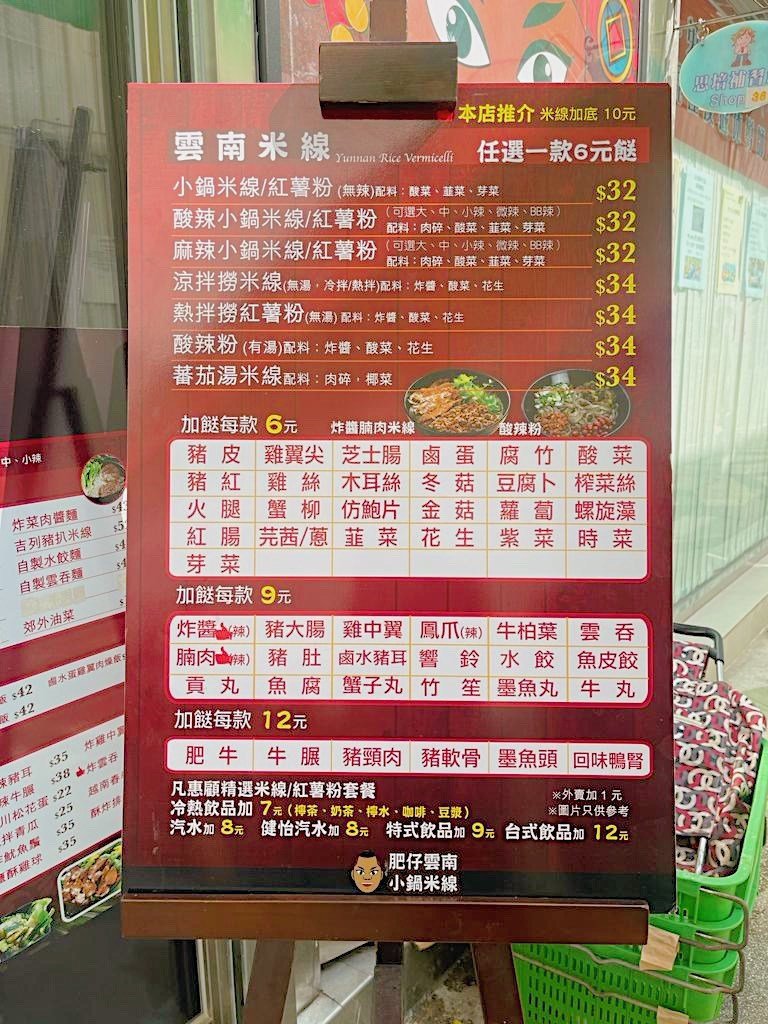 思培補習
Shop 36
本店推介 米線加底 10元
雲南米線 Yunnan Rice Vermicelli 任選一款6元餸
小鍋米線/紅薯粉 (無辣)配料：酸菜、韮菜、芽菜 $32
酸辣小鍋米線/紅薯粉 (可選大、中、小辣、微辣、BB辣) 配料：肉碎、酸菜、韮菜、芽菜 $32
麻辣小鍋米線/紅薯粉 (可選大、中、小辣、微辣、BB辣) 配料：肉碎、酸菜、韮菜、芽菜 $32
涼拌撈米線(無湯，冷拌/熱拌)配料：炸醬、酸菜、花生 $34
熱拌撈紅薯粉(無湯) 配料：炸醬、酸菜、花生 $34
酸辣粉 (有湯)配料：炸醬、酸菜、花生 $34
蕃茄湯米線配料：肉碎，椰菜 $34
加餸每款 6元 炸醬腩肉米線 酸辣粉
豬皮 雞翼尖 芝士腸 鹵蛋 腐竹 酸菜
豬紅 雞絲 木耳絲 冬菇 豆腐卜 榨菜絲
火腿 蟹柳 仿鮑片 金菇 蘿蔔 螺旋藻
紅腸 芫茜/蔥 韮菜 花生 紫菜 時菜
芽菜
加餸每款 9元
炸醬(辣) 豬大腸 雞中翼 鳳爪(辣) 牛柏葉 雲吞
腩肉(辣) 豬肚 鹵水豬耳 響鈴 水餃 魚皮餃
貢丸 魚腐 蟹子丸 竹笙 墨魚丸 牛丸
加餸每款 12元
肥牛 牛𦟌 豬頸肉 豬軟骨 墨魚頭 回味鴨腎
凡惠顧精選米線/紅薯粉套餐 ※外賣加1元
冷熱飲品加 7元 (檸茶、奶茶、檸水、咖啡、豆漿) ※圖片只供參考
汽水加 8元 健怡汽水加 8元 特式飲品加 9元 台式飲品加 12元
肥仔雲南
小鍋米線
中、小辣
炸菜肉醬麵
吉列豬扒米線
自製水餃麵
自製雲吞麵
郊外油菜
鹵水蛋雞翼肉燥飯
飯 $42
飯 $42
辣豬耳 $35 炸雞中翼
辣牛𦟌 $38 炸雲吞
川松花蛋 $22 越南春
拌青瓜 $25 酥炸排
炸魷魚鬚 $35
鹽酥雞球 $35